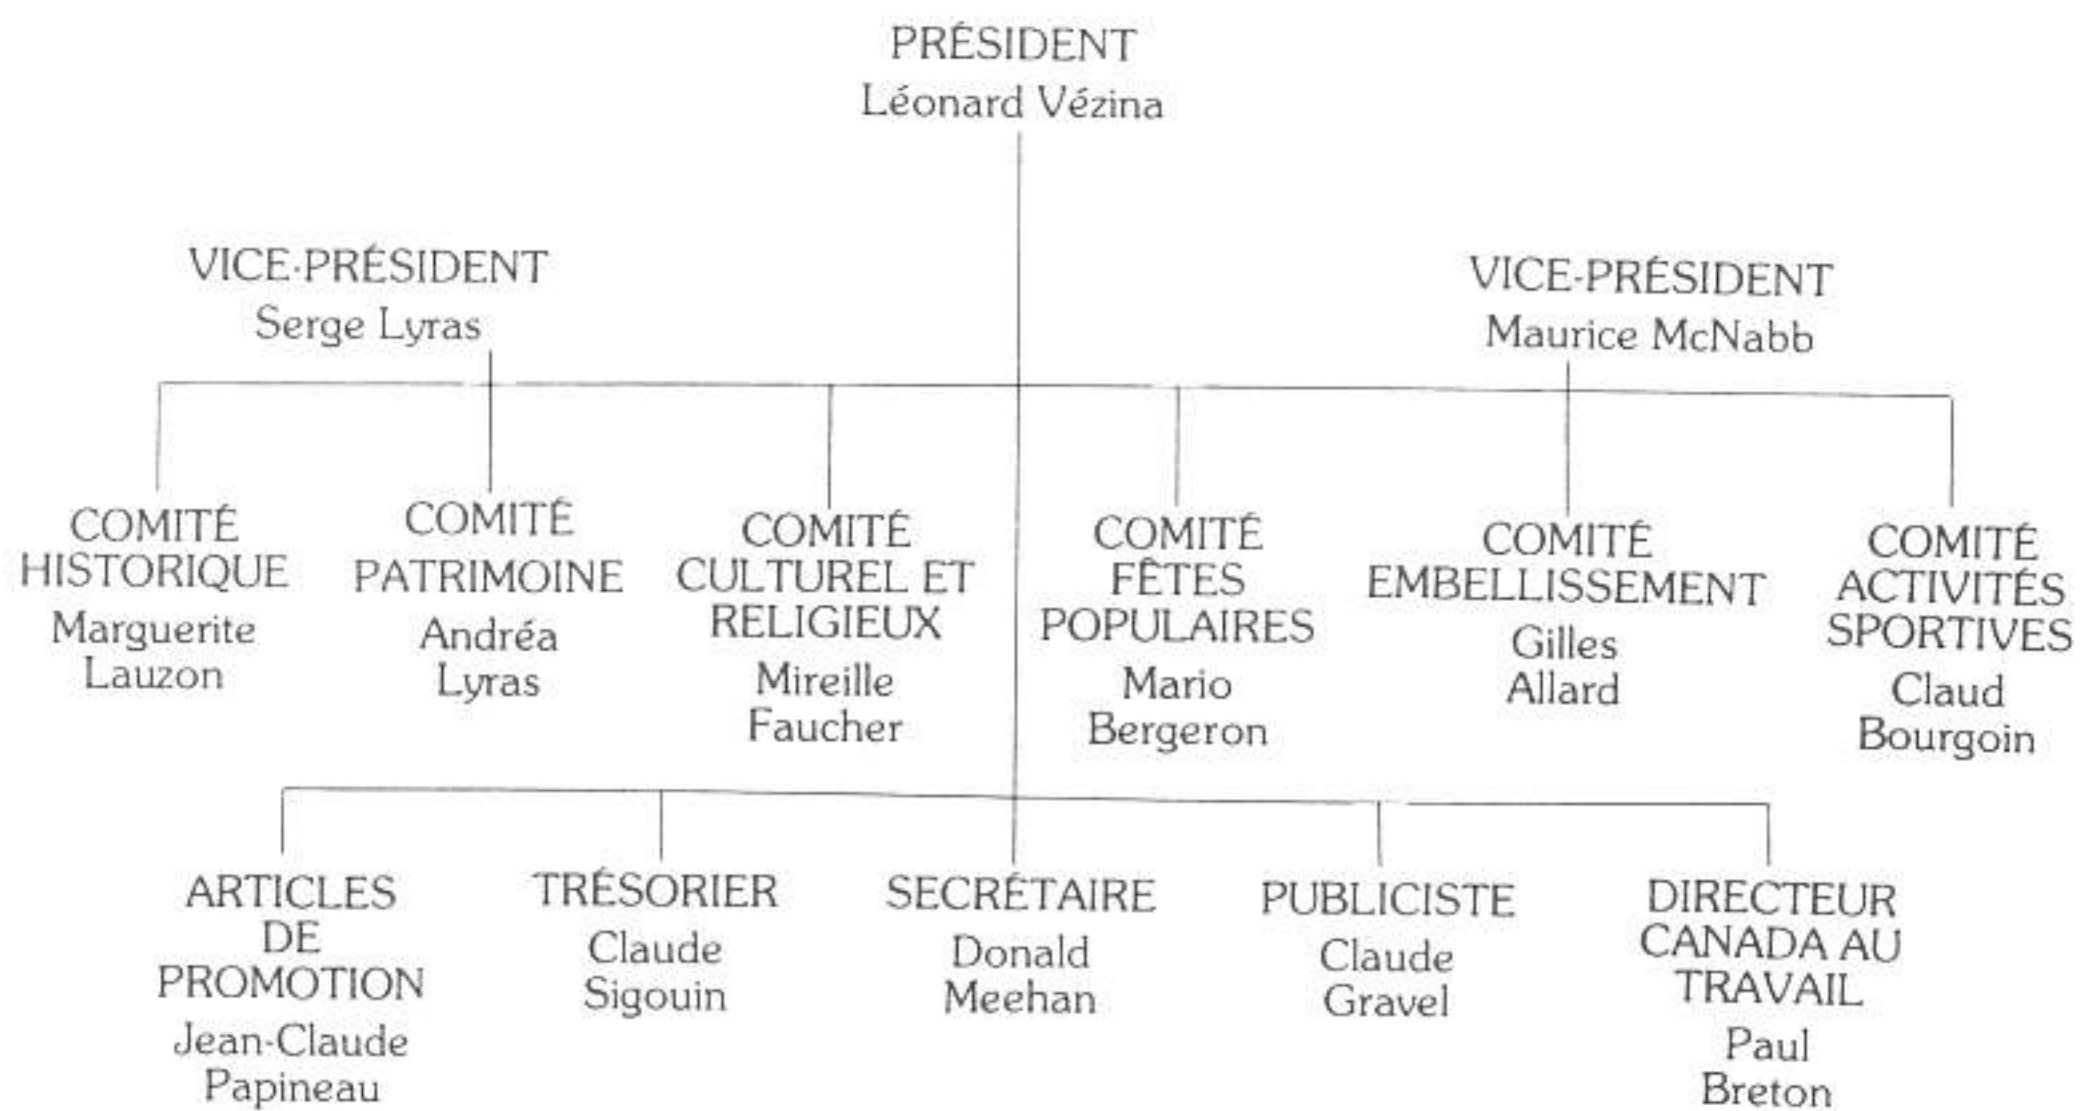 PRÉSIDENT
Léonard Vézina
VICE-PRÉSIDENT
Serge Lyras
VICE-PRÉSIDENT
Maurice McNabb
COMITÉ
HISTORIQUE
Marguerite
Lauzon
COMITÉ
PATRIMOINE
Andréa
Lyras
COMITÉ
CULTUREL ET
RELIGIEUX
Mireille
Faucher
COMITÉ
FÊTES
POPULAIRES
Mario
Bergeron
COMITÉ
EMBELLISSEMENT
Gilles
Allard
COMITÉ
ACTIVITÉS
SPORTIVES
Claud
Bourgoin
ARTICLES
DE
PROMOTION
Jean-Claude
Papineau
TRÉSORIER
Claude
Sigouin
SECRÉTAIRE
Donald
Meehan
PUBLICISTE
Claude
Gravel
DIRECTEUR
CANADA AU
TRAVAIL
Paul
Breton